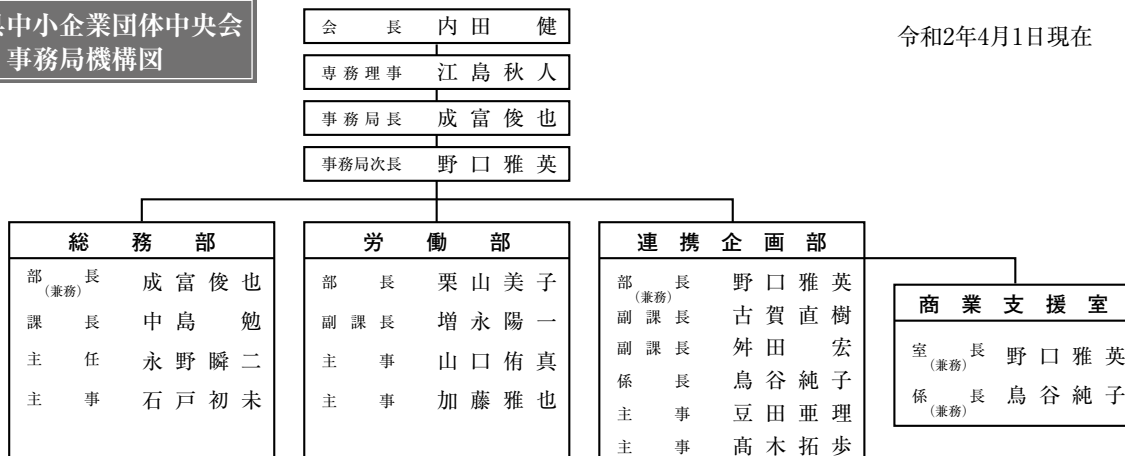 県中小企業団体中央会
事務局機構図
令和2年4月1日現在
会長 内田 健
専務理事 江島秋人
事務局長 成富俊也
事務局次長 野口雅英
総務部
部長(兼務) 成富俊也
課長 中島 勉
主任 永野瞬二
主事 石戸初未
労働部
部長 栗山美子
副課長 増永陽一
主事 山口侑真
主事 加藤雅也
連携企画部
部長(兼務) 野口雅英
副課長 古賀直樹
副課長 舛田 宏
係長 鳥谷純子
主事 豆田亜理
主事 髙木拓歩
商業支援室
室長(兼務) 野口雅英
係長(兼務) 鳥谷純子